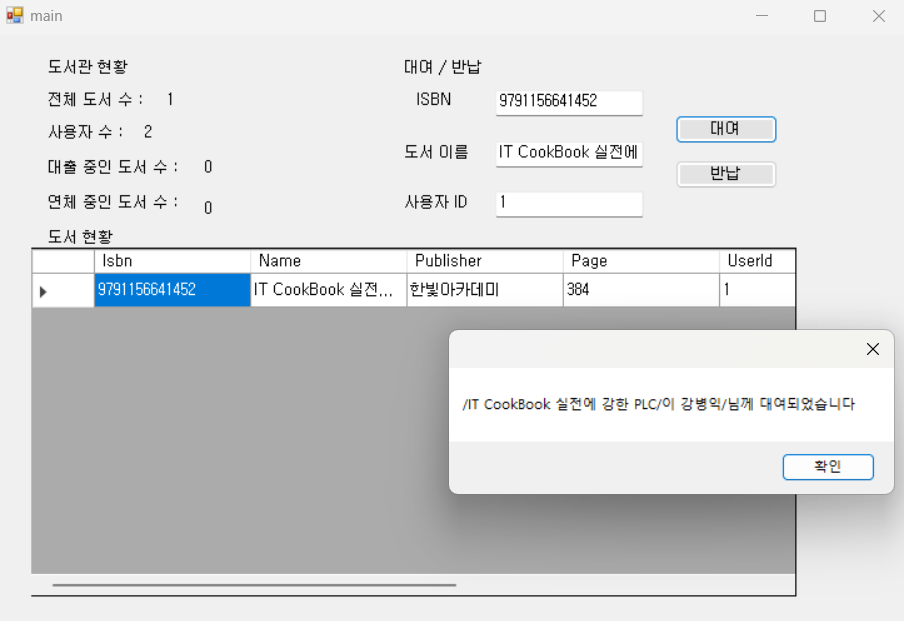 main
도서관 현황
전체 도서 수 : 1
사용자 수 : 2
대출 중인 도서 수 : 0
연체 중인 도서 수 : 0
대여 / 반납
ISBN 9791156641452
도서 이름 IT CookBook 실전에
사용자 ID 1
대여
반납
도서 현황
Isbn Name Publisher Page UserId
9791156641452 IT CookBook 실전... 한빛아카데미 384 1
/IT CookBook 실전에 강한 PLC/이 강병익/님께 대여되었습니다
확인